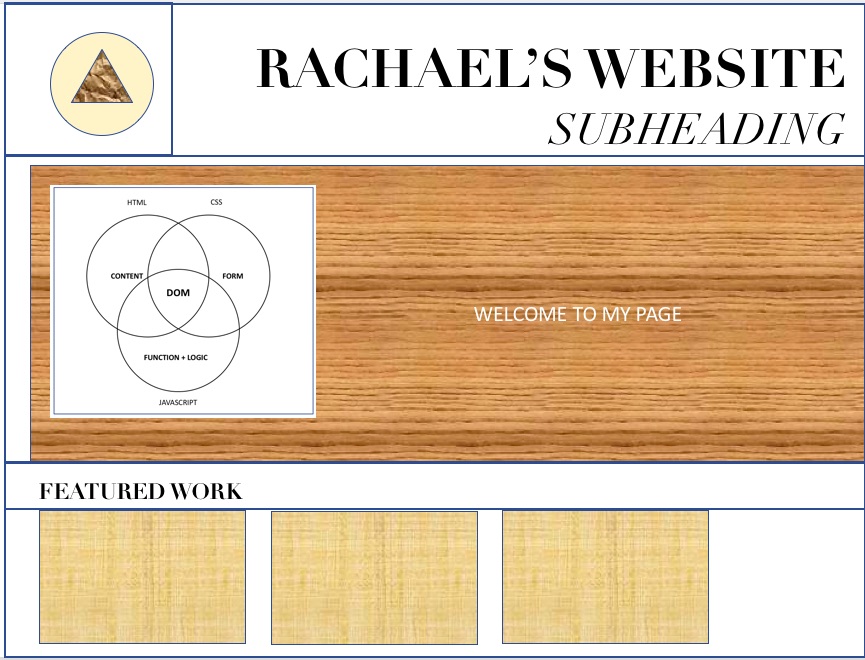 RACHAEL’S WEBSITE
SUBHEADING
HTML CSS
CONTENT FORM
DOM
FUNCTION + LOGIC
JAVASCRIPT
WELCOME TO MY PAGE
FEATURED WORK